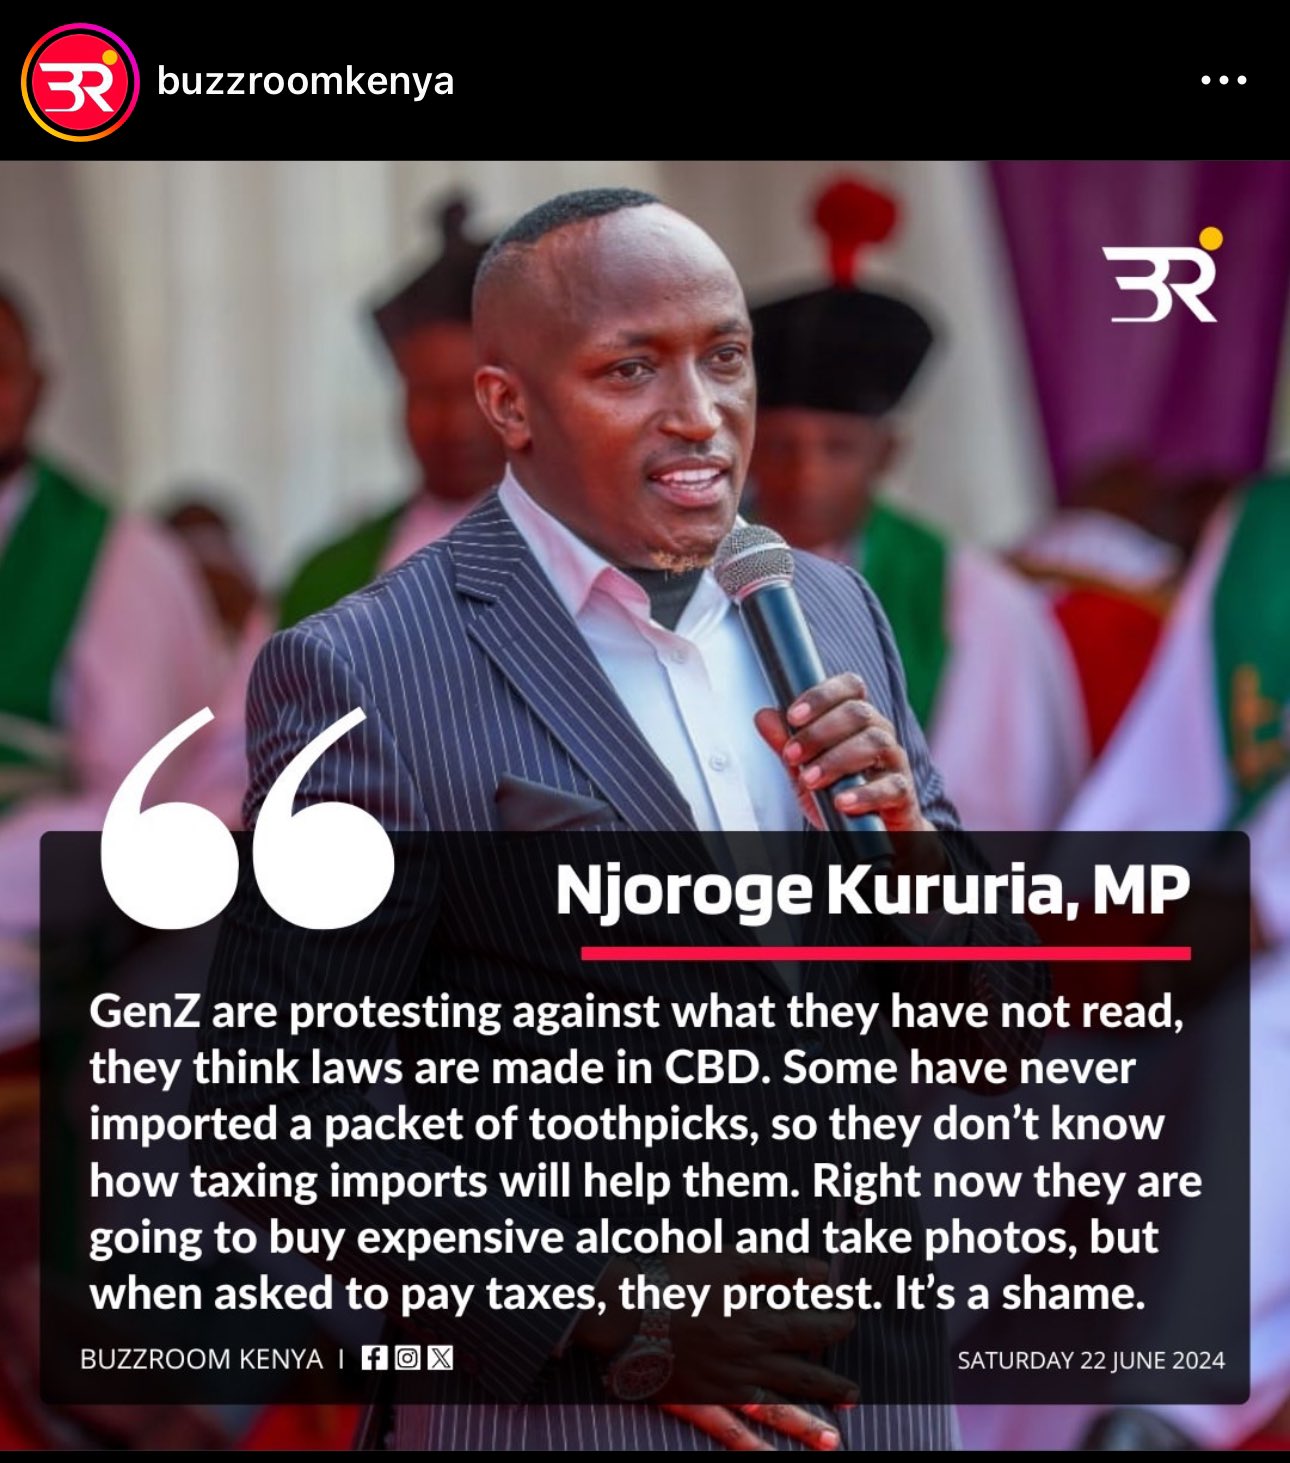 buzzroomkenya
BR
BR
Njoroge Kururia, MP
GenZ are protesting against what they have not read,
they think laws are made in CBD. Some have never
imported a packet of toothpicks, so they don’t know
how taxing imports will help them. Right now they are
going to buy expensive alcohol and take photos, but
when asked to pay taxes, they protest. It’s a shame.
BUZZROOM KENYA |
SATURDAY 22 JUNE 2024